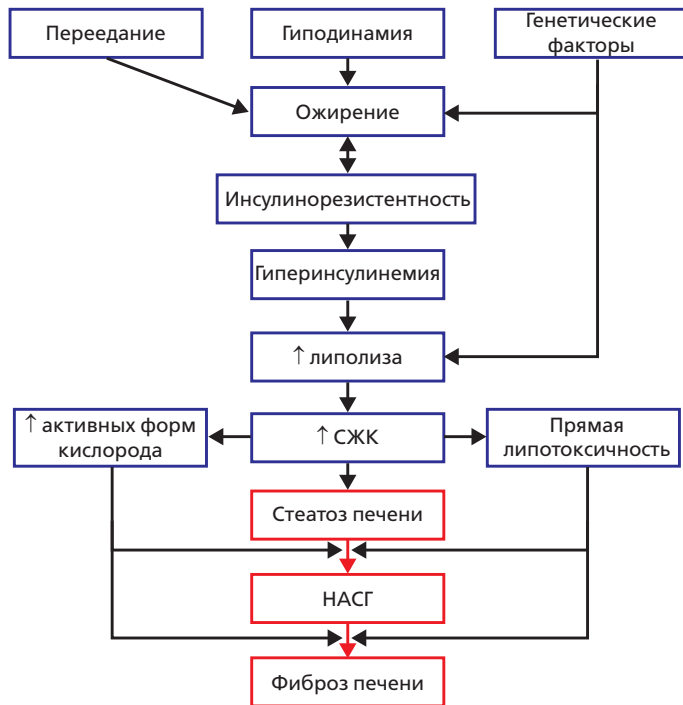 Переедание
Гиподинамия
Генетические
факторы
Ожирение
Инсулинорезистентность
Гиперинсулинемия
↑ липолиза
↑ активных форм
кислорода
↑ СЖК
Прямая
липотоксичность
Стеатоз печени
НАСГ
Фиброз печени